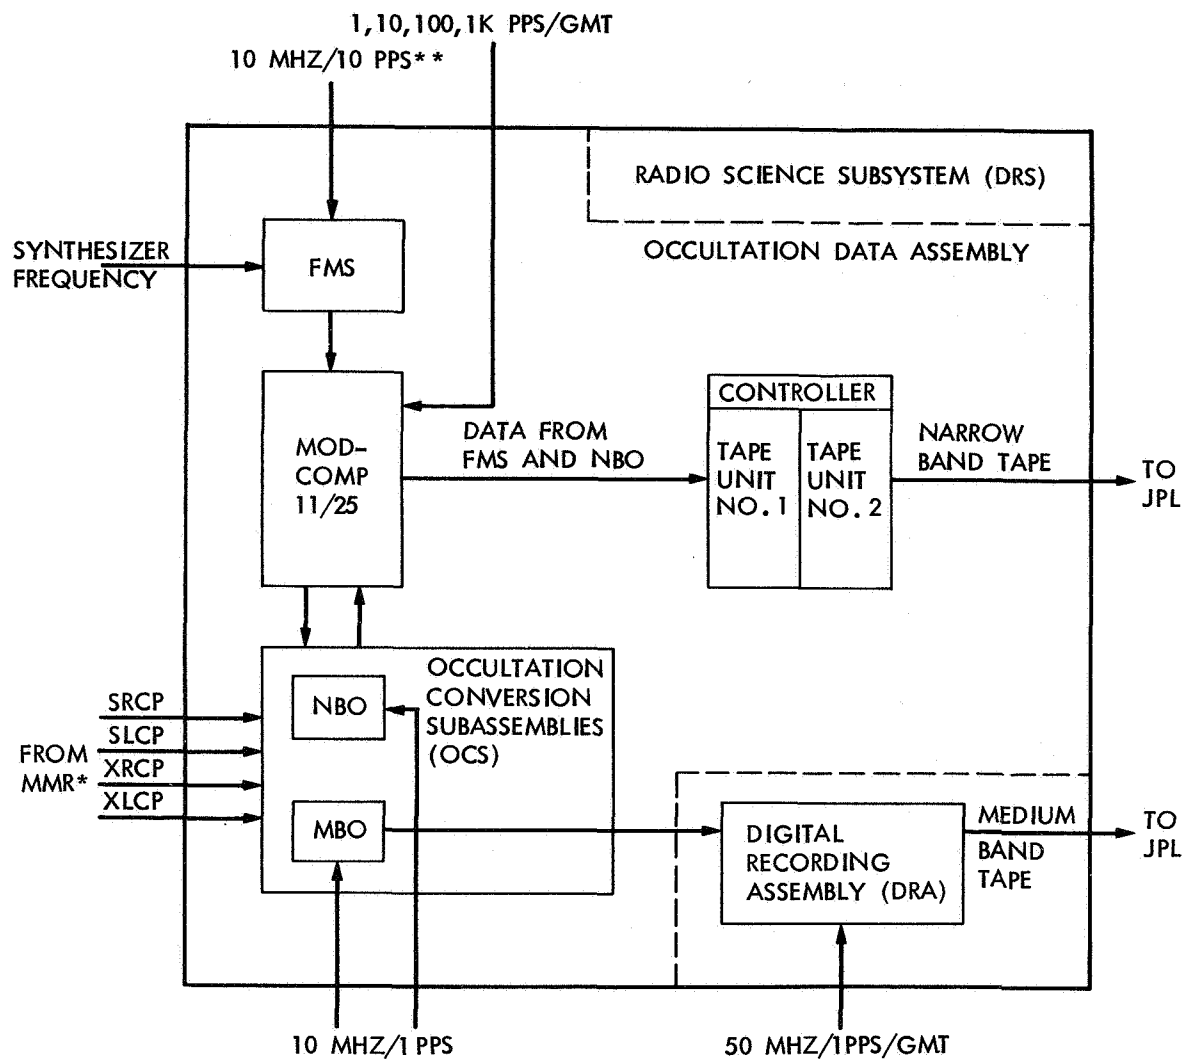 1,10,100,1K PPS/GMT
10 MHZ/10 PPS**
RADIO SCIENCE SUBSYSTEM (DRS)
OCCULTATION DATA ASSEMBLY
SYNTHESIZER
FREQUENCY
FMS
MOD-
COMP
11/25
DATA FROM
FMS AND NBO
CONTROLLER
TAPE
UNIT
NO.1
TAPE
UNIT
NO.2
NARROW
BAND TAPE
TO
JPL
OCCULTATION
CONVERSION
SUBASSEMBLIES
(OCS)
NBO
MBO
FROM
MMR*
SRCP
SLCP
XRCP
XLCP
DIGITAL
RECORDING
ASSEMBLY (DRA)
MEDIUM
BAND
TAPE
TO
JPL
10 MHZ/1PPS
50 MHZ/1PPS/GMT